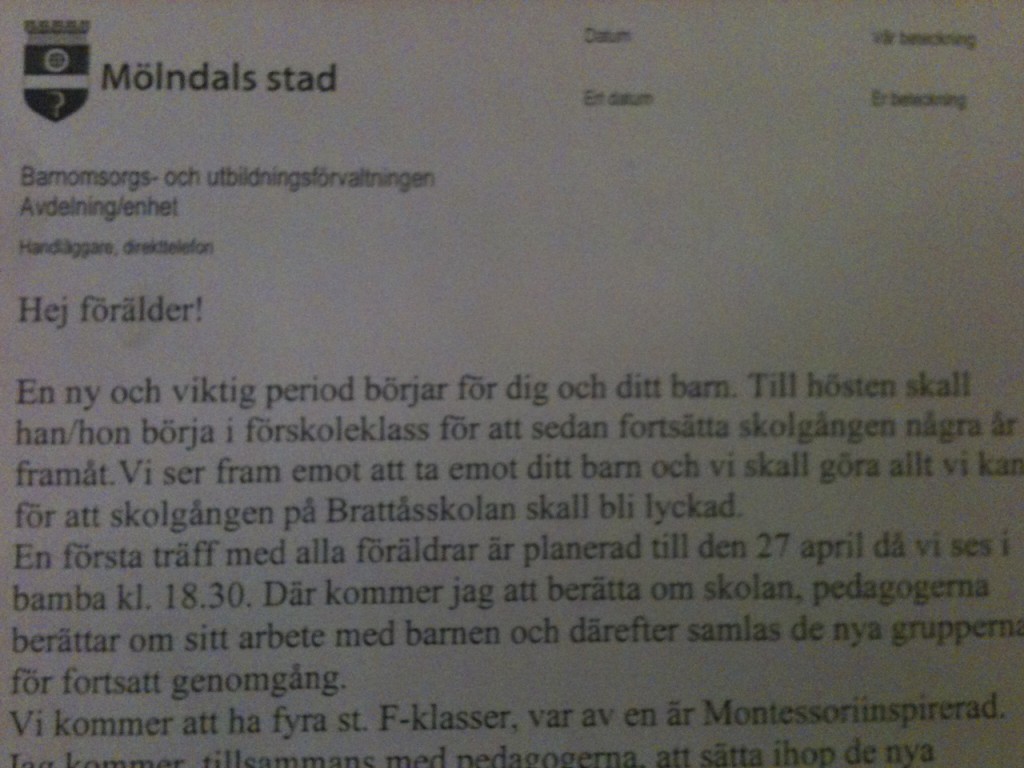 Mölndals stad
Datum
Vår beteckning
Ert datum
Er beteckning
Barnomsorgs- och utbildningsförvaltningen
Avdelning/enhet
Handläggare, direkttelefon
Hej förälder!
En ny och viktig period börjar för dig och ditt barn. Till hösten skall
han/hon börja i förskoleklass för att sedan fortsätta skolgången några år
framåt.Vi ser fram emot att ta emot ditt barn och vi skall göra allt vi kan
för att skolgången på Brattåsskolan skall bli lyckad.
En första träff med alla föräldrar är planerad till den 27 april då vi ses i
bamba kl. 18.30. Där kommer jag att berätta om skolan, pedagogerna
berättar om sitt arbete med barnen och därefter samlas de nya grupperna
för fortsatt genomgång.
Vi kommer att ha fyra st. F-klasser, var av en är Montessoriinspirerad.
Jag kommer, tillsammans med pedagogerna, att sätta ihop de nya